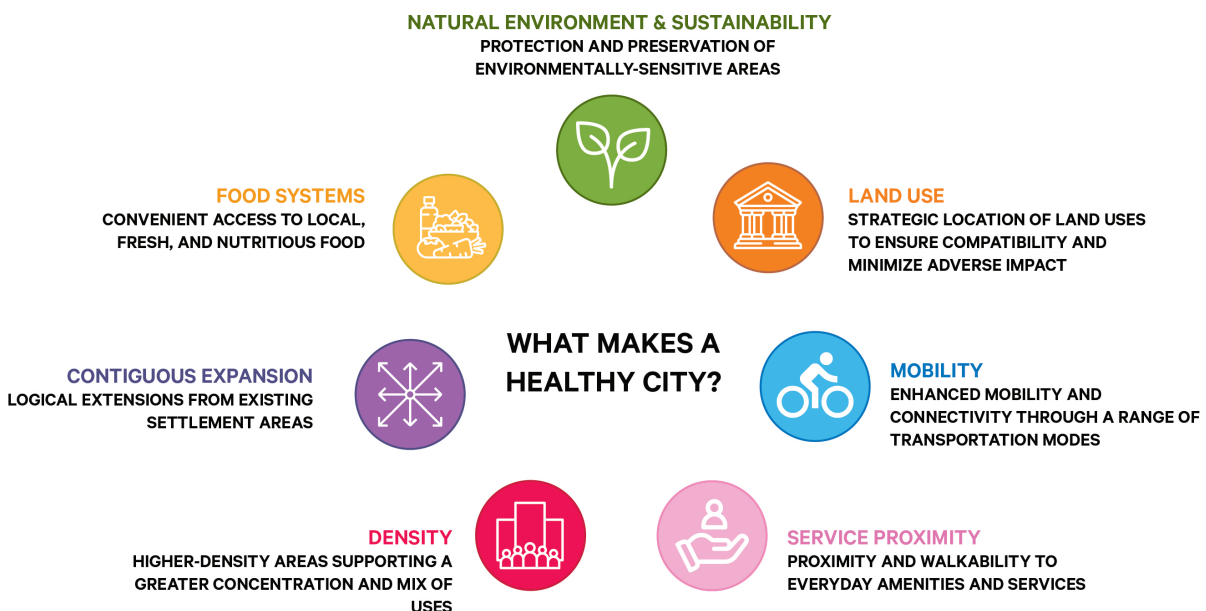 NATURAL ENVIRONMENT & SUSTAINABILITY
PROTECTION AND PRESERVATION OF
ENVIRONMENTALLY-SENSITIVE AREAS
FOOD SYSTEMS
CONVENIENT ACCESS TO LOCAL,
FRESH, AND NUTRITIOUS FOOD
LAND USE
STRATEGIC LOCATION OF LAND USES
TO ENSURE COMPATIBILITY AND
MINIMIZE ADVERSE IMPACT
WHAT MAKES A
HEALTHY CITY?
CONTIGUOUS EXPANSION
LOGICAL EXTENSIONS FROM EXISTING
SETTLEMENT AREAS
MOBILITY
ENHANCED MOBILITY AND
CONNECTIVITY THROUGH A RANGE OF
TRANSPORTATION MODES
DENSITY
HIGHER-DENSITY AREAS SUPPORTING A
GREATER CONCENTRATION AND MIX OF
USES
SERVICE PROXIMITY
PROXIMITY AND WALKABILITY TO
EVERYDAY AMENITIES AND SERVICES